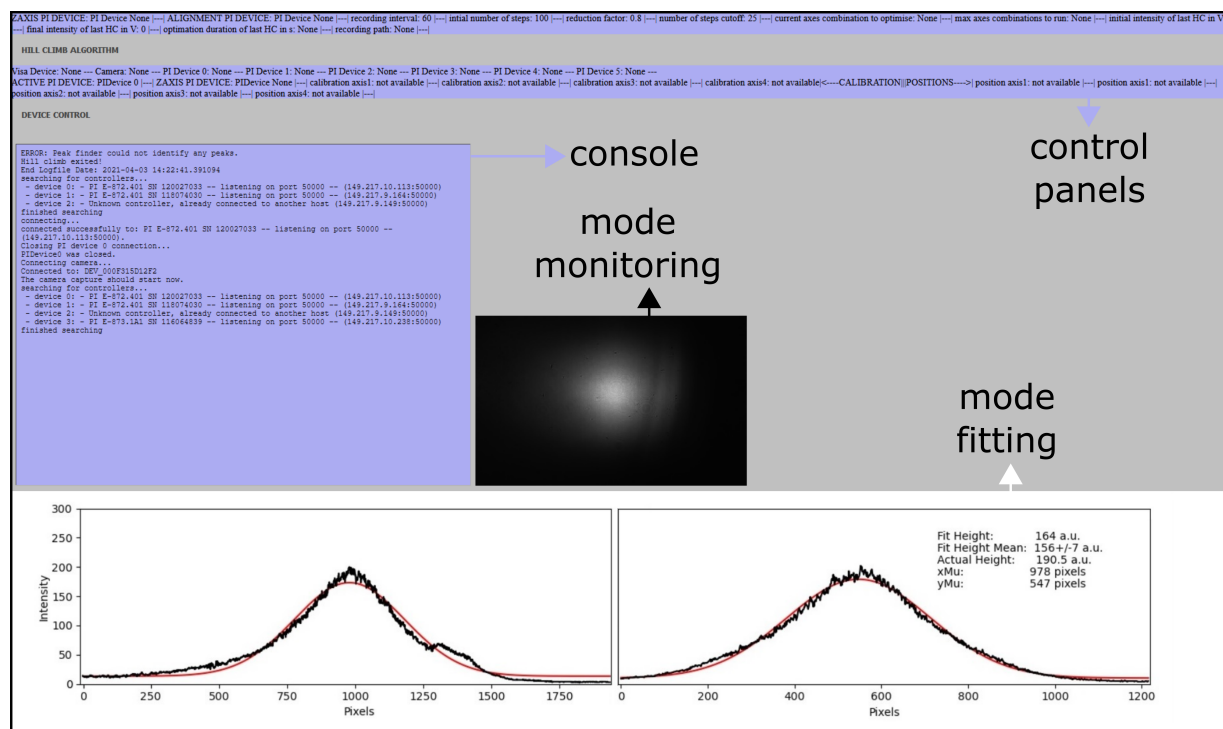 ZAXIS PI DEVICE: PI Device None |---| ALIGNMENT PI DEVICE: PI Device None |---| recording interval: 60 |---| intial number of steps: 100 |---| reduction factor: 0.8 |---| number of steps cutoff: 25 |---| current axes combination to optimise: None |---| max axes combinations to run: None |---| initial intensity of last HC in V
---| final intensity of last HC in V: 0 |---| optimation duration of last HC in s: None |---| recording path: None |---|
HILL CLIMB ALGORITHM
Visa Device: None --- Camera: None --- PI Device 0: None --- PI Device 1: None --- PI Device 2: None --- PI Device 3: None --- PI Device 4: None --- PI Device 5: None ---
ACTIVE PI DEVICE: PIDevice 0 |---| ZAXIS PI DEVICE: PIDevice None |---| calibration axis1: not available |---| calibration axis2: not available |---| calibration axis3: not available |---| calibration axis4: not available|<----CALIBRATION|||POSITIONS---->| position axis1: not available |---| position axis1: not available |---|
position axis2: not available |---| position axis3: not available |---| position axis4: not available |---|
DEVICE CONTROL
ERROR: Peak finder could not identify any peaks.
Hill climb exited!
End Logfile Date: 2021-04-03 14:22:41.391094
searching for controllers...
- device 0: - PI E-872.401 SN 120027033 -- listening on port 50000 -- (149.217.10.113:50000)
- device 1: - PI E-872.401 SN 118074030 -- listening on port 50000 -- (149.217.9.164:50000)
- device 2: - Unknown controller, already connected to another host (149.217.9.149:50000)
finished searching
connecting...
connected successfully to: PI E-872.401 SN 120027033 -- listening on port 50000 --
(149.217.10.113:50000).
Closing PI device 0 connection...
PIDevice0 was closed.
Connecting camera...
Connected to: DEV_000F315D12F2
The camera capture should start now.
searching for controllers...
- device 0: - PI E-872.401 SN 120027033 -- listening on port 50000 -- (149.217.10.113:50000)
- device 1: - PI E-872.401 SN 118074030 -- listening on port 50000 -- (149.217.9.164:50000)
- device 2: - Unknown controller, already connected to another host (149.217.9.149:50000)
- device 3: - PI E-873.1A1 SN 116064839 -- listening on port 50000 -- (149.217.10.238:50000)
finished searching
console
control
panels
mode
monitoring
mode
fitting
300
250
200
150
100
50
0
Intensity
0 250 500 750 1000 1250 1500 1750
Pixels
Fit Height: 164 a.u.
Fit Height Mean: 156+/-7 a.u.
Actual Height: 190.5 a.u.
xMu: 978 pixels
yMu: 547 pixels
0 200 400 600 800 1000 1200
Pixels